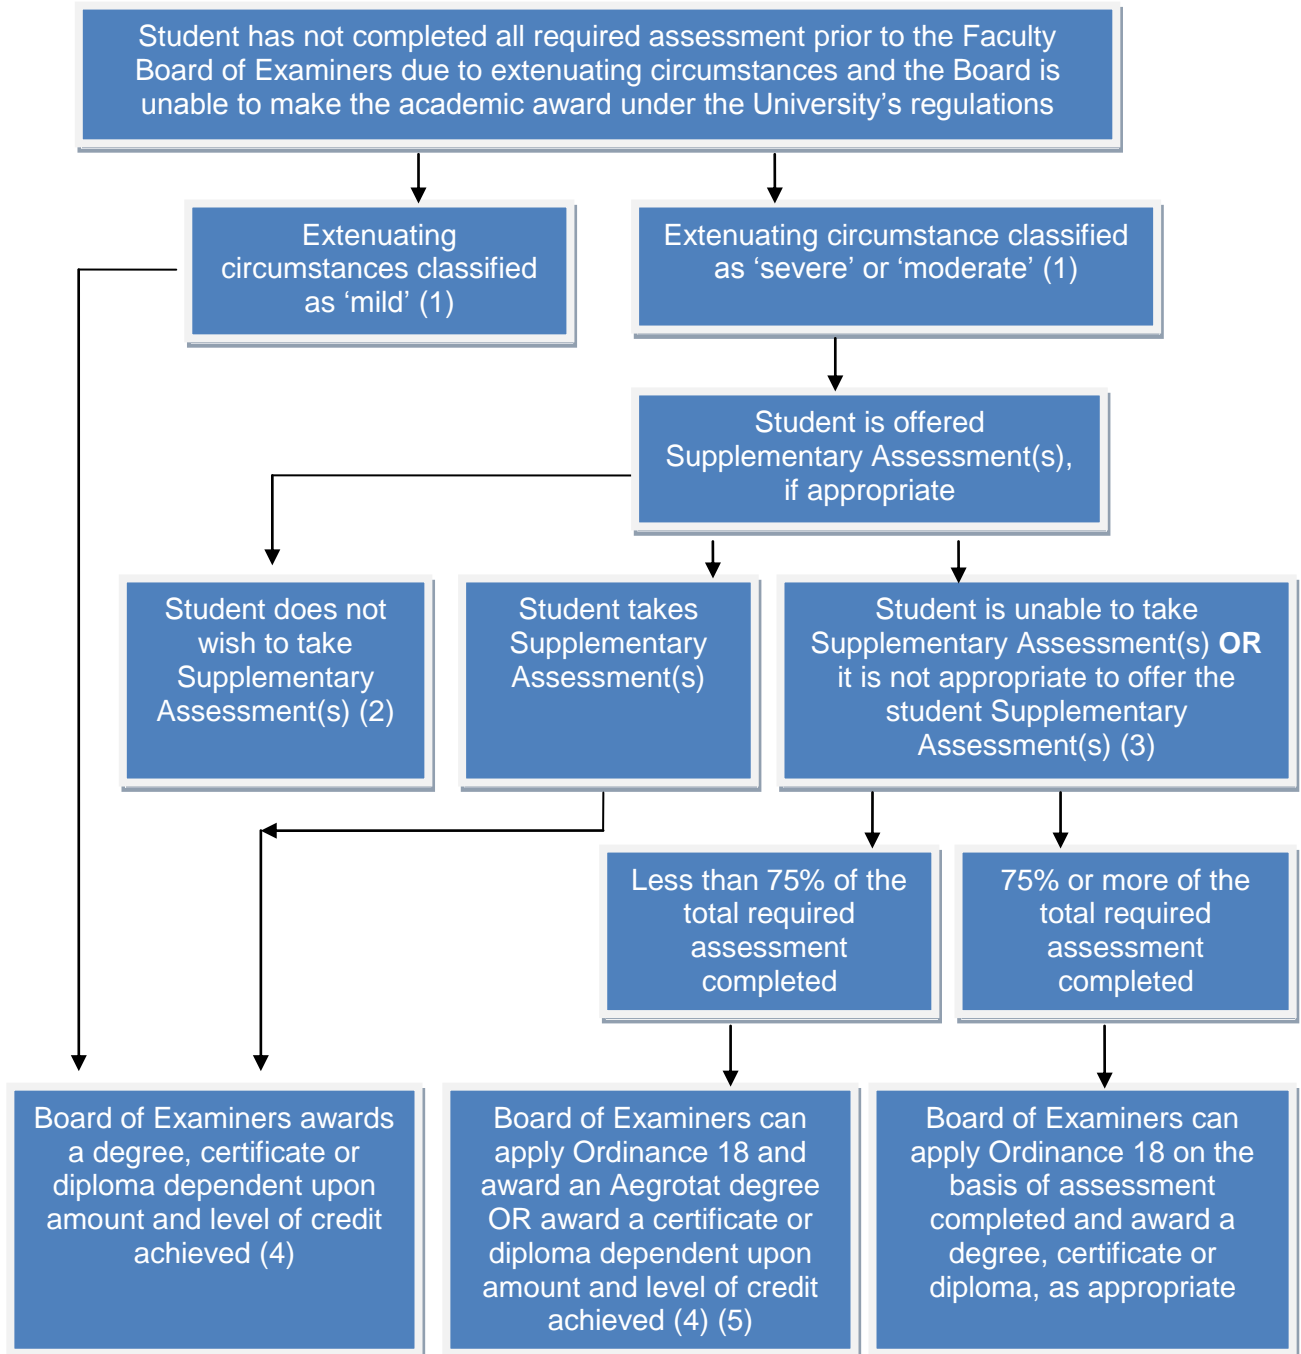 Student has not completed all required assessment prior to the Faculty
Board of Examiners due to extenuating circumstances and the Board is
unable to make the academic award under the University’s regulations
Extenuating
circumstances classified
as ‘mild’ (1)
Extenuating circumstance classified
as ‘severe’ or ‘moderate’ (1)
Student is offered
Supplementary Assessment(s),
if appropriate
Student does not
wish to take
Supplementary
Assessment(s) (2)
Student takes
Supplementary
Assessment(s)
Student is unable to take
Supplementary Assessment(s) OR
it is not appropriate to offer the
student Supplementary
Assessment(s) (3)
Less than 75% of the
total required
assessment
completed
75% or more of the
total required
assessment
completed
Board of Examiners awards
a degree, certificate or
diploma dependent upon
amount and level of credit
achieved (4)
Board of Examiners can
apply Ordinance 18 and
award an Aegrotat degree
OR award a certificate or
diploma dependent upon
amount and level of credit
achieved (4) (5)
Board of Examiners can
apply Ordinance 18 on the
basis of assessment
completed and award a
degree, certificate or
diploma, as appropriate